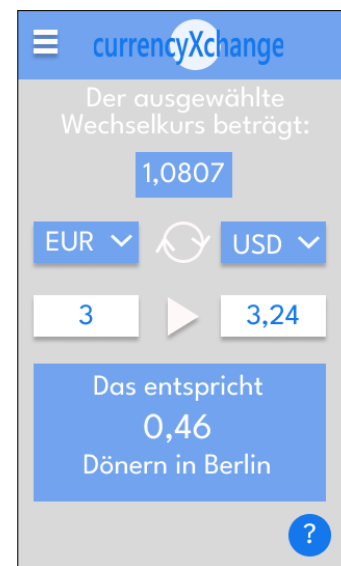 currencyXchange
Der ausgewählte
Wechselkurs beträgt:
1,0807
EUR USD
3 3,24
Das entspricht
0,46
Dönern in Berlin
?